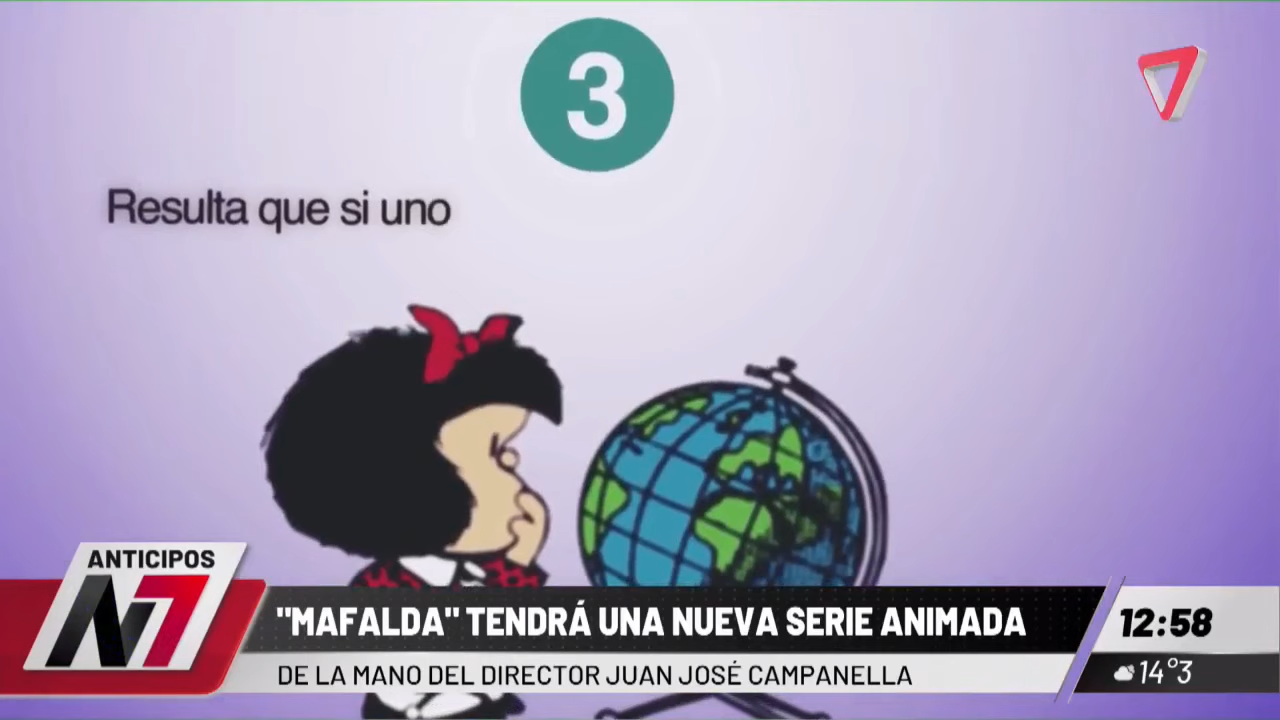 3
Resulta que si uno
7
ANTICIPOS
N7
"MAFALDA" TENDRÁ UNA NUEVA SERIE ANIMADA
12:58
DE LA MANO DEL DIRECTOR JUAN JOSÉ CAMPANELLA
14°3